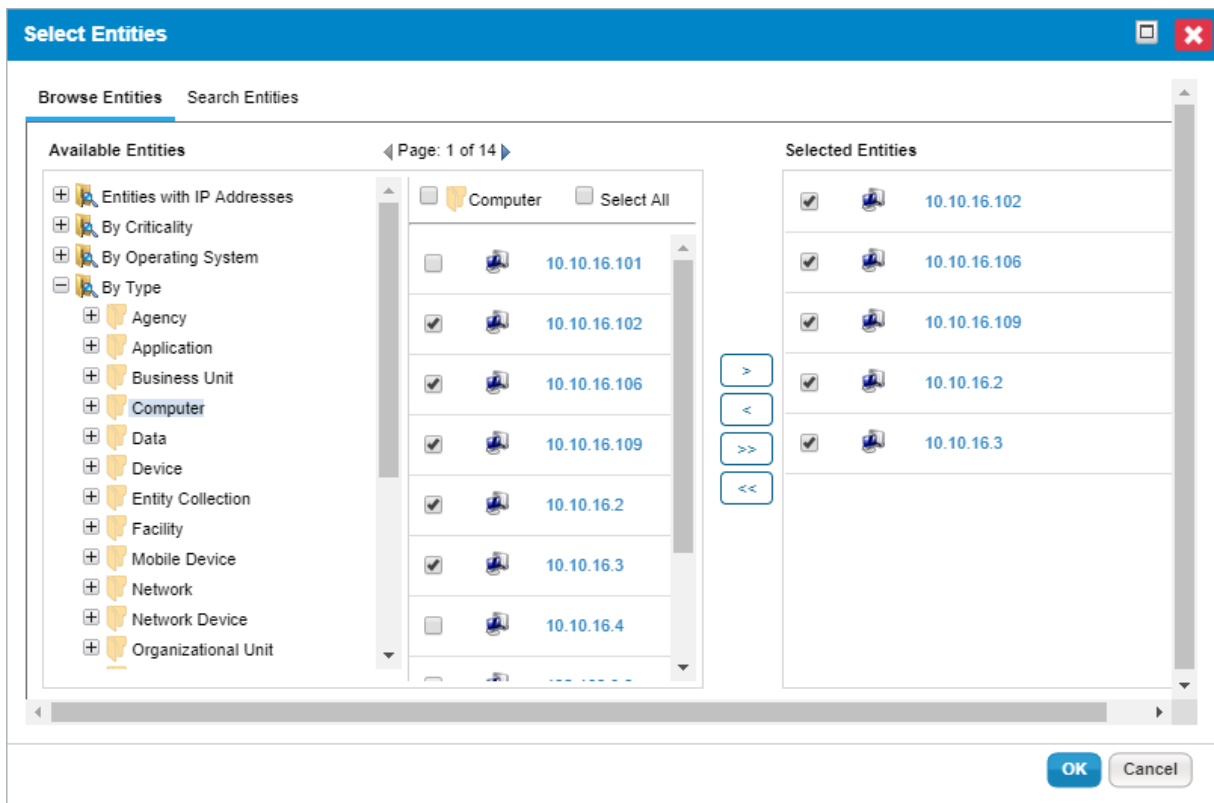 Select Entities
Browse Entities Search Entities
Available Entities
Page: 1 of 14
Selected Entities
Entities with IP Addresses
By Criticality
By Operating System
By Type
Agency
Application
Business Unit
Computer
Data
Device
Entity Collection
Facility
Mobile Device
Network
Network Device
Organizational Unit
Computer Select All
10.10.16.101
10.10.16.102
10.10.16.106
10.10.16.109
10.10.16.2
10.10.16.3
10.10.16.4
>
<
>>
<<
10.10.16.102
10.10.16.106
10.10.16.109
10.10.16.2
10.10.16.3
OK Cancel